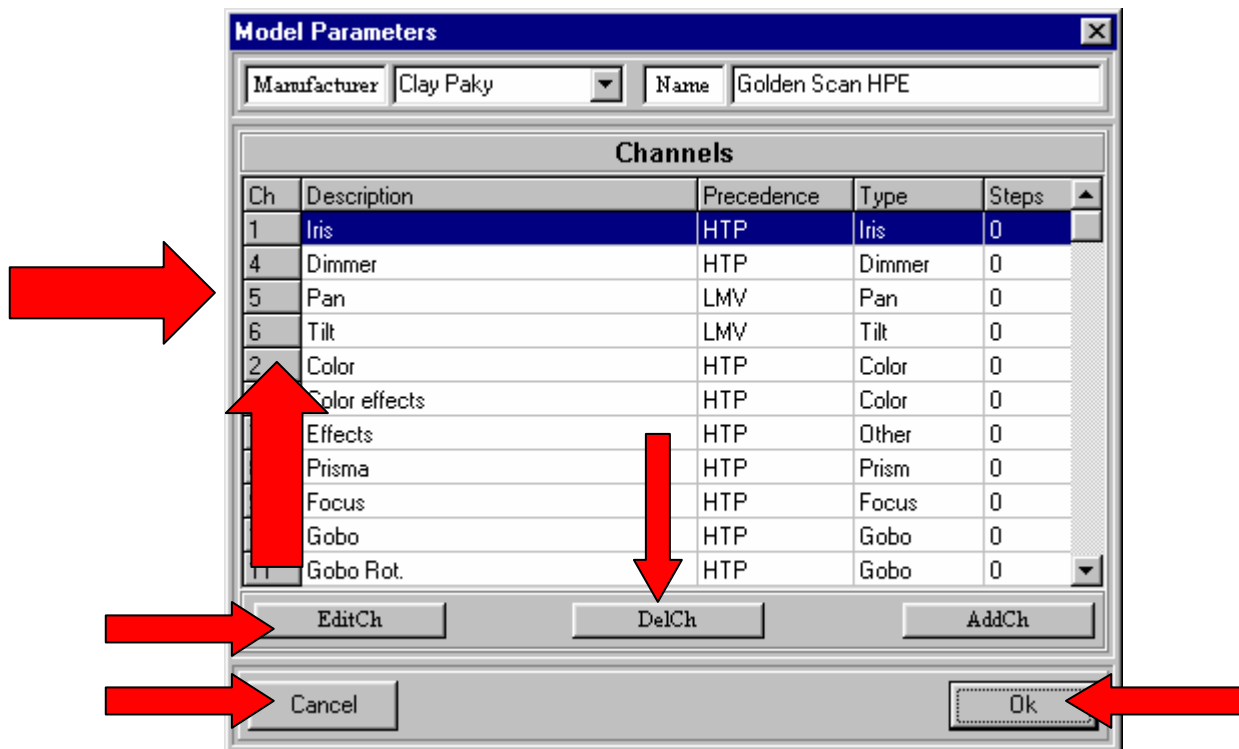 Model Parameters
Manufacturer Clay Paky Name Golden Scan HPE
Channels
Ch Description Precedence Type Steps
1 Iris HTP Iris 0
4 Dimmer HTP Dimmer 0
5 Pan LMV Pan 0
6 Tilt LMV Tilt 0
2 Color HTP Color 0
Color effects HTP Color 0
Effects HTP Other 0
Prisma HTP Prism 0
Focus HTP Focus 0
Gobo HTP Gobo 0
11 Gobo Rot. HTP Gobo 0
EditCh DelCh AddCh
Cancel Ok